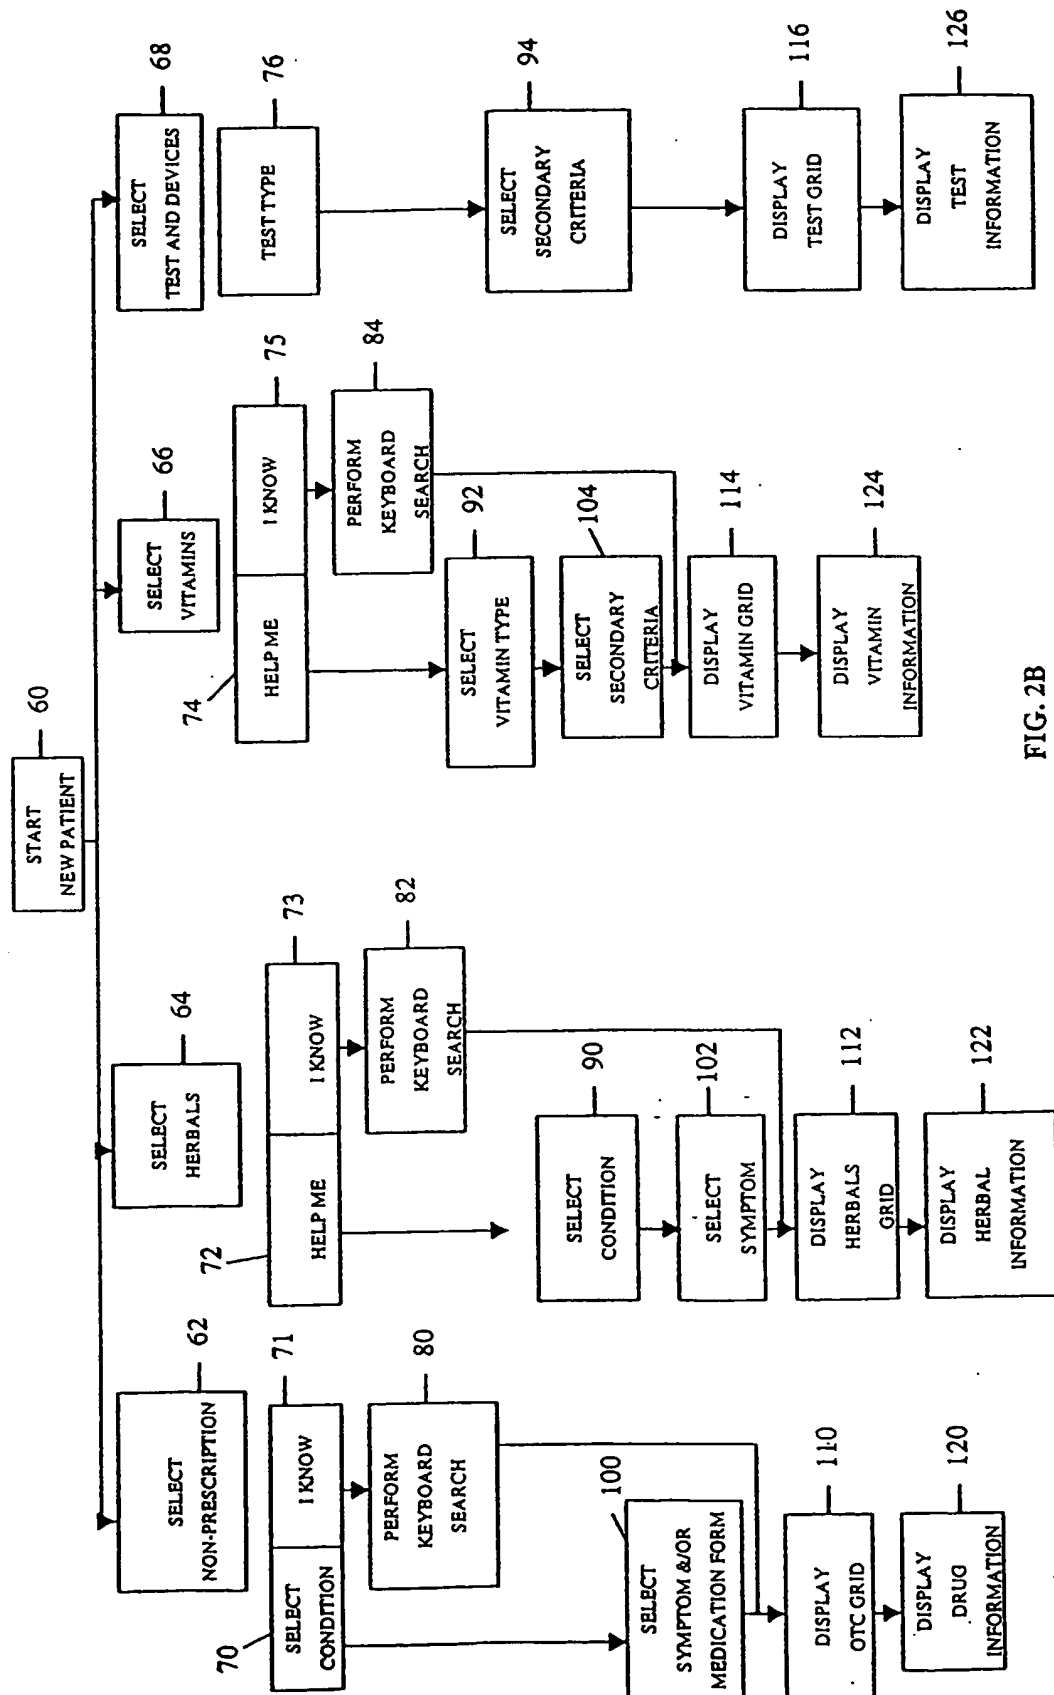 START
NEW PATIENT
60
SELECT
NON-PRESCRIPTION
62
SELECT
HERBALS
64
SELECT
VITAMINS
66
SELECT
TEST AND DEVICES
68
70
SELECT
CONDITION
I KNOW
71
72
HELP ME
I KNOW
73
74
HELP ME
I KNOW
75
TEST TYPE
76
PERFORM
KEYBOARD
SEARCH
80
PERFORM
KEYBOARD
SEARCH
82
PERFORM
KEYBOARD
SEARCH
84
SELECT
CONDITION
90
SELECT
VITAMIN TYPE
92
SELECT
SECONDARY
CRITERIA
94
SELECT
SYMPTOM &/OR
MEDICATION FORM
100
SELECT
SYMPTOM
102
SELECT
SECONDARY
CRITERIA
104
DISPLAY
OTC GRID
110
DISPLAY
HERBALS
GRID
112
DISPLAY
VITAMIN GRID
114
DISPLAY
TEST GRID
116
DISPLAY
DRUG
INFORMATION
120
DISPLAY
HERBAL
INFORMATION
122
DISPLAY
VITAMIN
INFORMATION
124
DISPLAY
TEST
INFORMATION
126
FIG. 2B